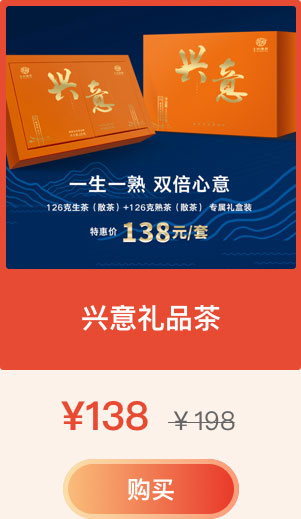 兴意
兴意
一生一熟 双倍心意
126克生茶（散茶）+126克熟茶（散茶） 专属礼盒装
特惠价 138元/套
兴意礼品茶
¥138 ¥198
购买